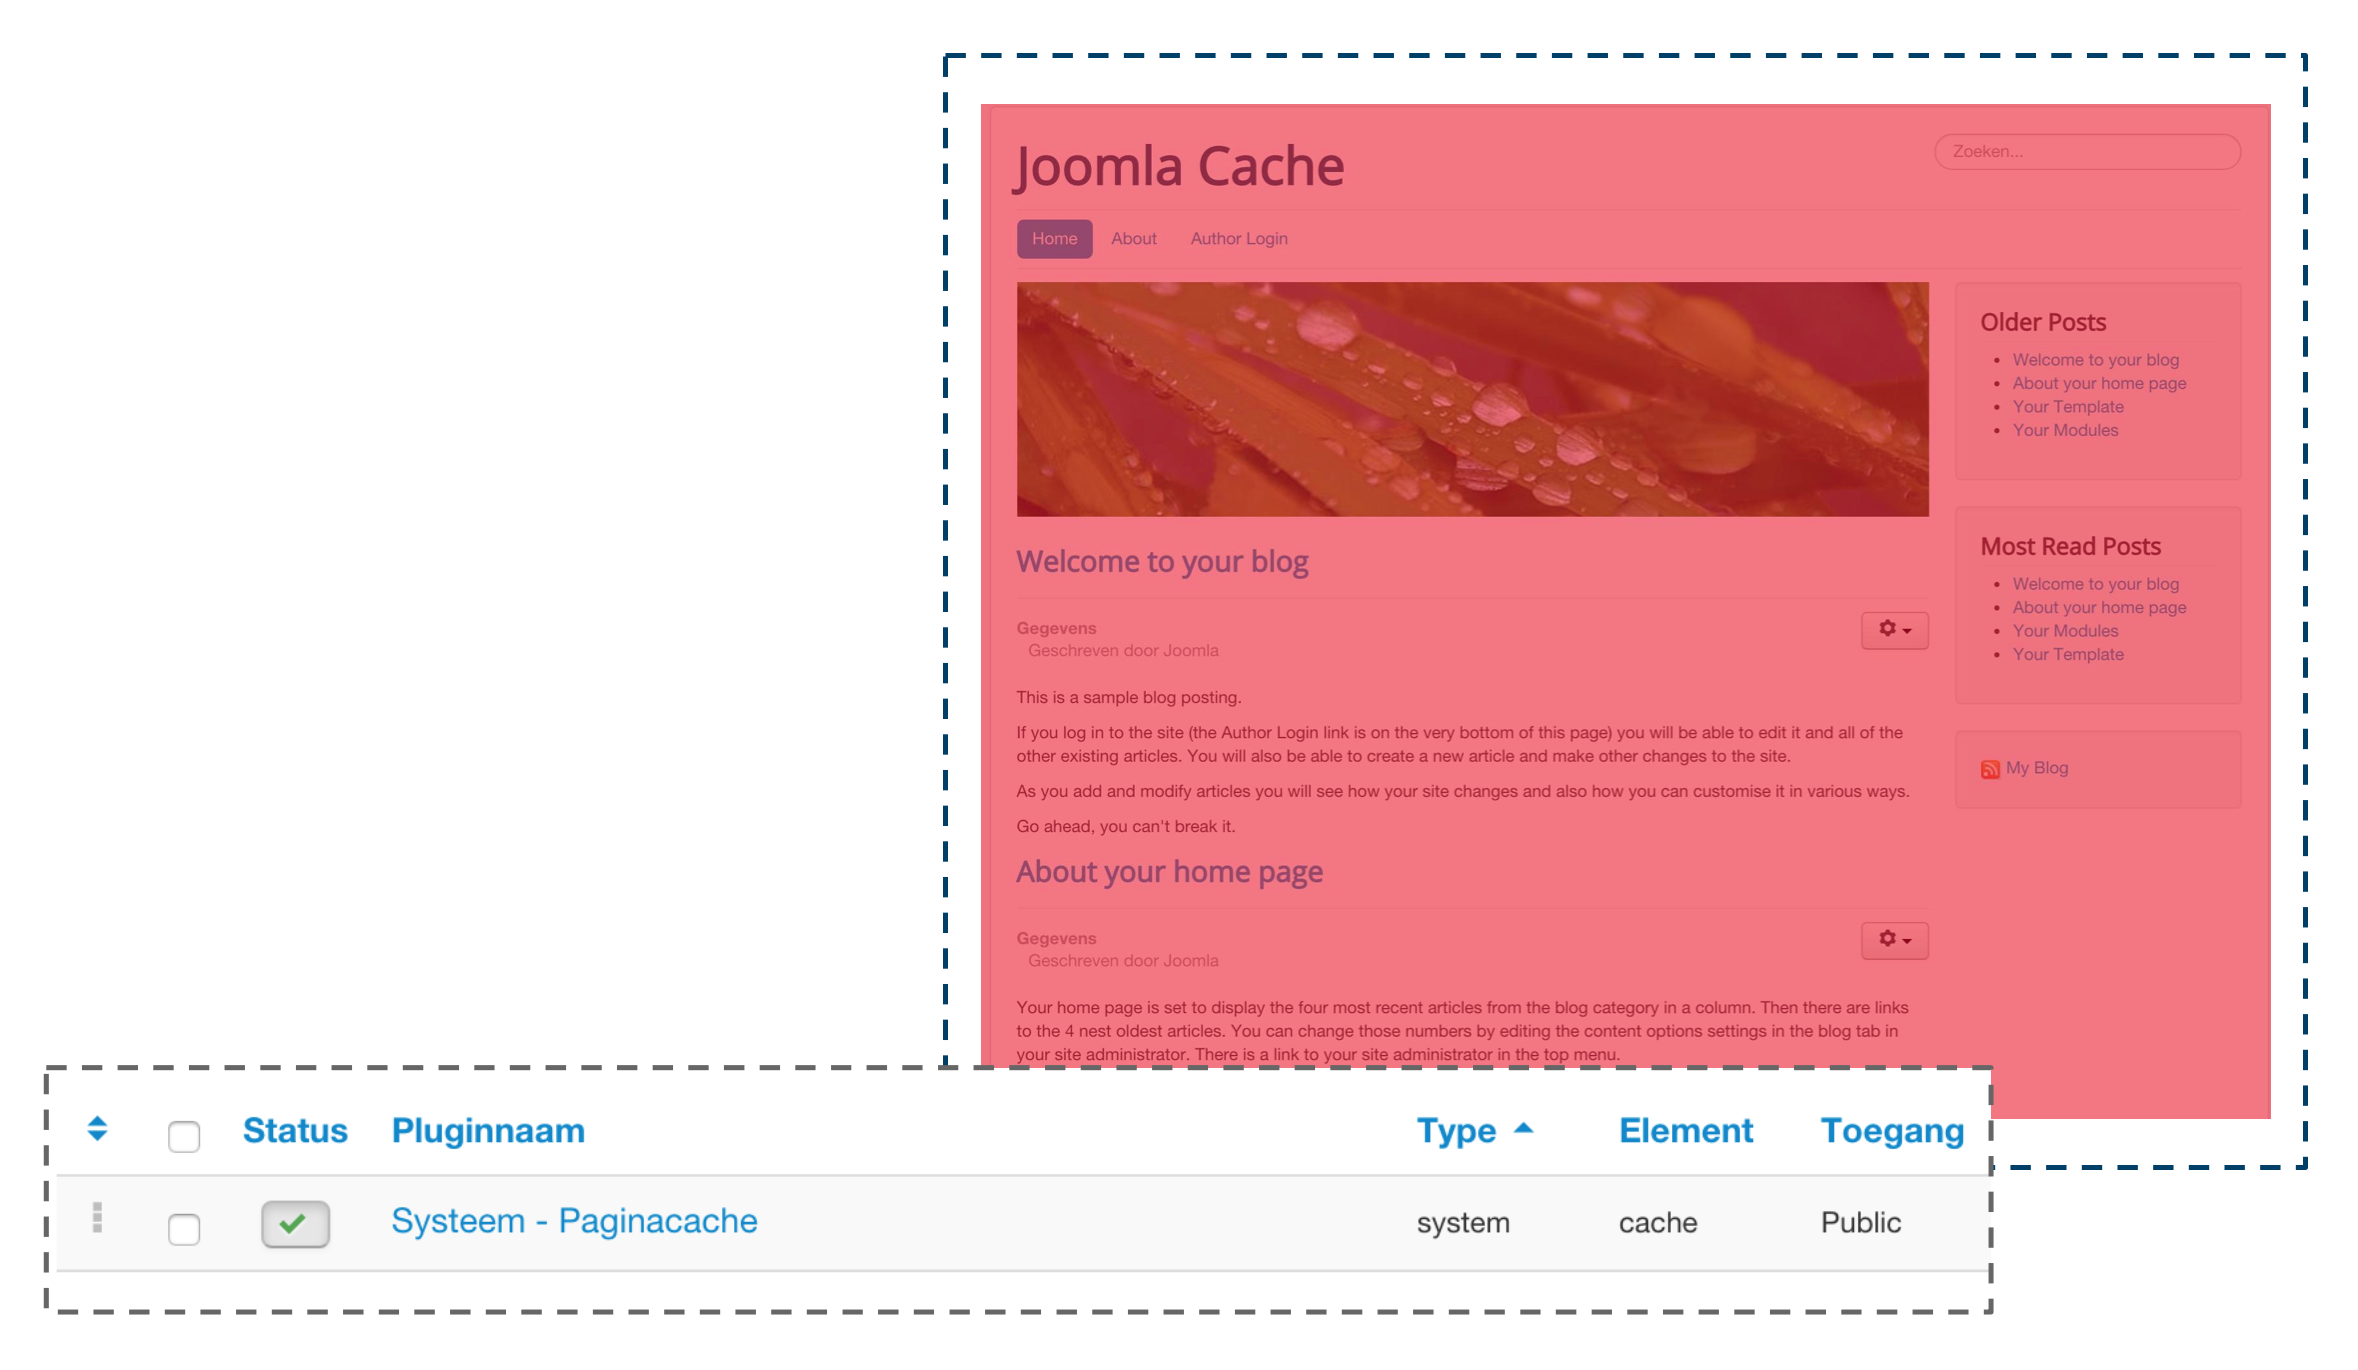 Joomla Cache
Zoeken...
Home About Author Login
Older Posts
Welcome to your blog
About your home page
Your Template
Your Modules
Most Read Posts
Welcome to your blog
About your home page
Your Modules
Your Template
My Blog
Welcome to your blog
Gegevens
Geschreven door Joomla
This is a sample blog posting.
If you log in to the site (the Author Login link is on the very bottom of this page) you will be able to edit it and all of the
other existing articles. You will also be able to create a new article and make other changes to the site.
As you add and modify articles you will see how your site changes and also how you can customise it in various ways.
Go ahead, you can't break it.
About your home page
Gegevens
Geschreven door Joomla
Your home page is set to display the four most recent articles from the blog category in a column. Then there are links
to the 4 nest oldest articles. You can change those numbers by editing the content options settings in the blog tab in
your site administrator. There is a link to your site administrator in the top menu.
Status Pluginnaam Type Element Toegang
Systeem - Paginacache system cache Public